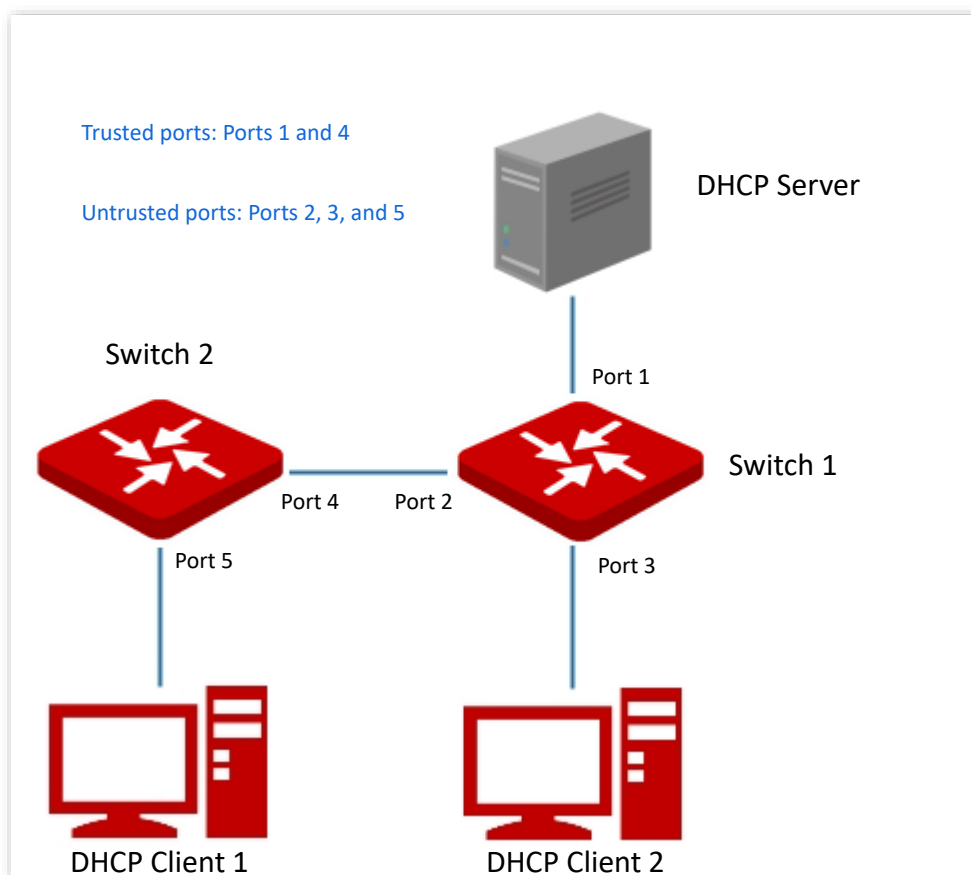 Trusted ports: Ports 1 and 4
DHCP Server
Untrusted ports: Ports 2, 3, and 5
Switch 2
Port 1
Switch 1
Port 4
Port 2
Port 5
Port 3
DHCP Client 1
DHCP Client 2